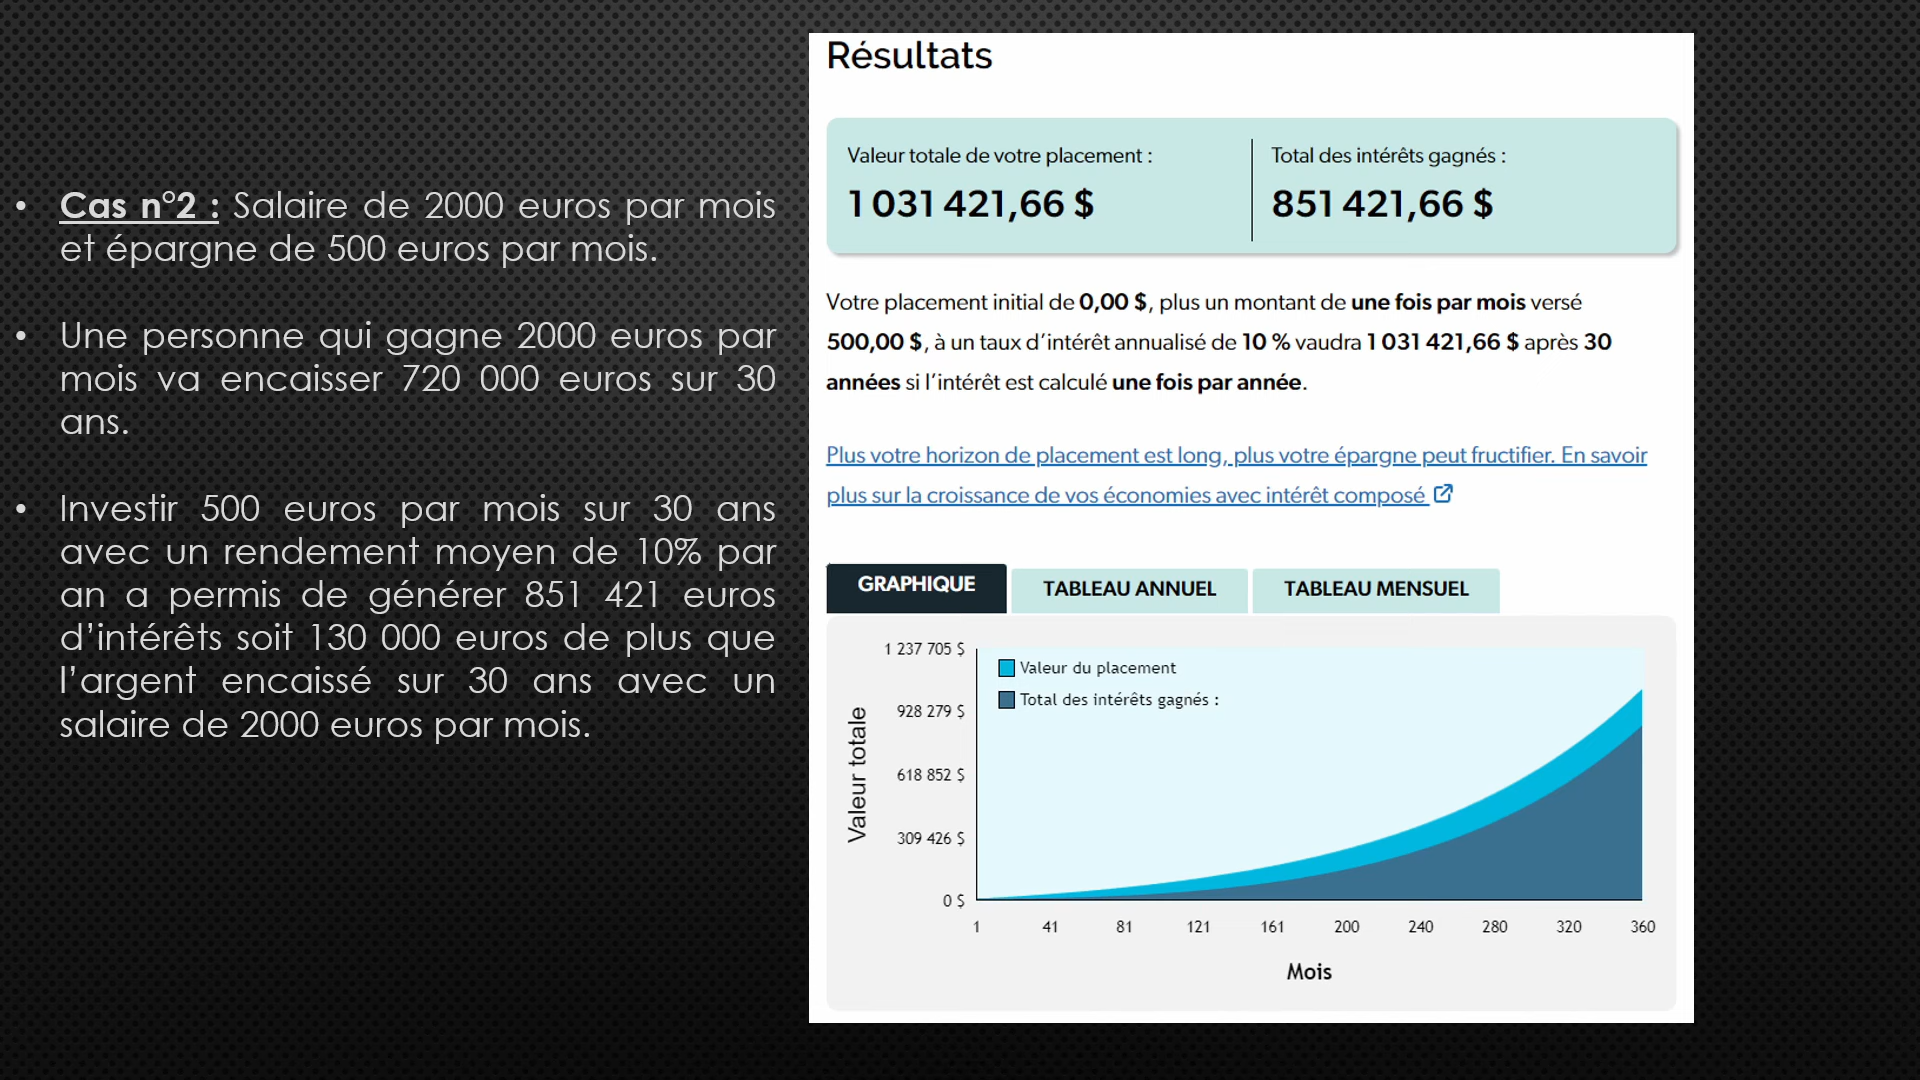 • Cas n°2 : Salaire de 2000 euros par mois
et épargne de 500 euros par mois.
• Une personne qui gagne 2000 euros par
mois va encaisser 720 000 euros sur 30
ans.
• Investir 500 euros par mois sur 30 ans
avec un rendement moyen de 10% par
an a permis de générer 851 421 euros
d’intérêts soit 130 000 euros de plus que
l’argent encaissé sur 30 ans avec un
salaire de 2000 euros par mois.
Résultats
Valeur totale de votre placement :
1 031 421,66 $
Total des intérêts gagnés :
851 421,66 $
Votre placement initial de 0,00 $, plus un montant de une fois par mois versé
500,00 $, à un taux d’intérêt annualisé de 10 % vaudra 1 031 421,66 $ après 30
années si l’intérêt est calculé une fois par année.
Plus votre horizon de placement est long, plus votre épargne peut fructifier. En savoir
plus sur la croissance de vos économies avec intérêt composé
GRAPHIQUE
TABLEAU ANNUEL
TABLEAU MENSUEL
Valeur totale
1 237 705 $
928 279 $
618 852 $
309 426 $
0 $
Valeur du placement
Total des intérêts gagnés :
1 41 81 121 161 200 240 280 320 360
Mois